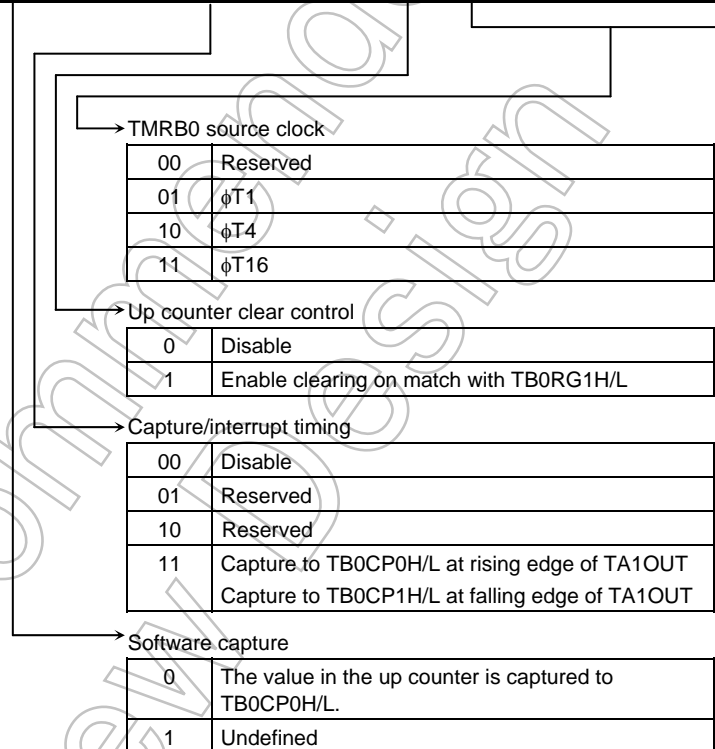 TMRB0 source clock
00 Reserved
01 ϕT1
10 ϕT4
11 ϕT16
Up counter clear control
0 Disable
1 Enable clearing on match with TB0RG1H/L
Capture/interrupt timing
00 Disable
01 Reserved
10 Reserved
11 Capture to TB0CP0H/L at rising edge of TA1OUT
Capture to TB0CP1H/L at falling edge of TA1OUT
Software capture
0 The value in the up counter is captured to
TB0CP0H/L.
1 Undefined